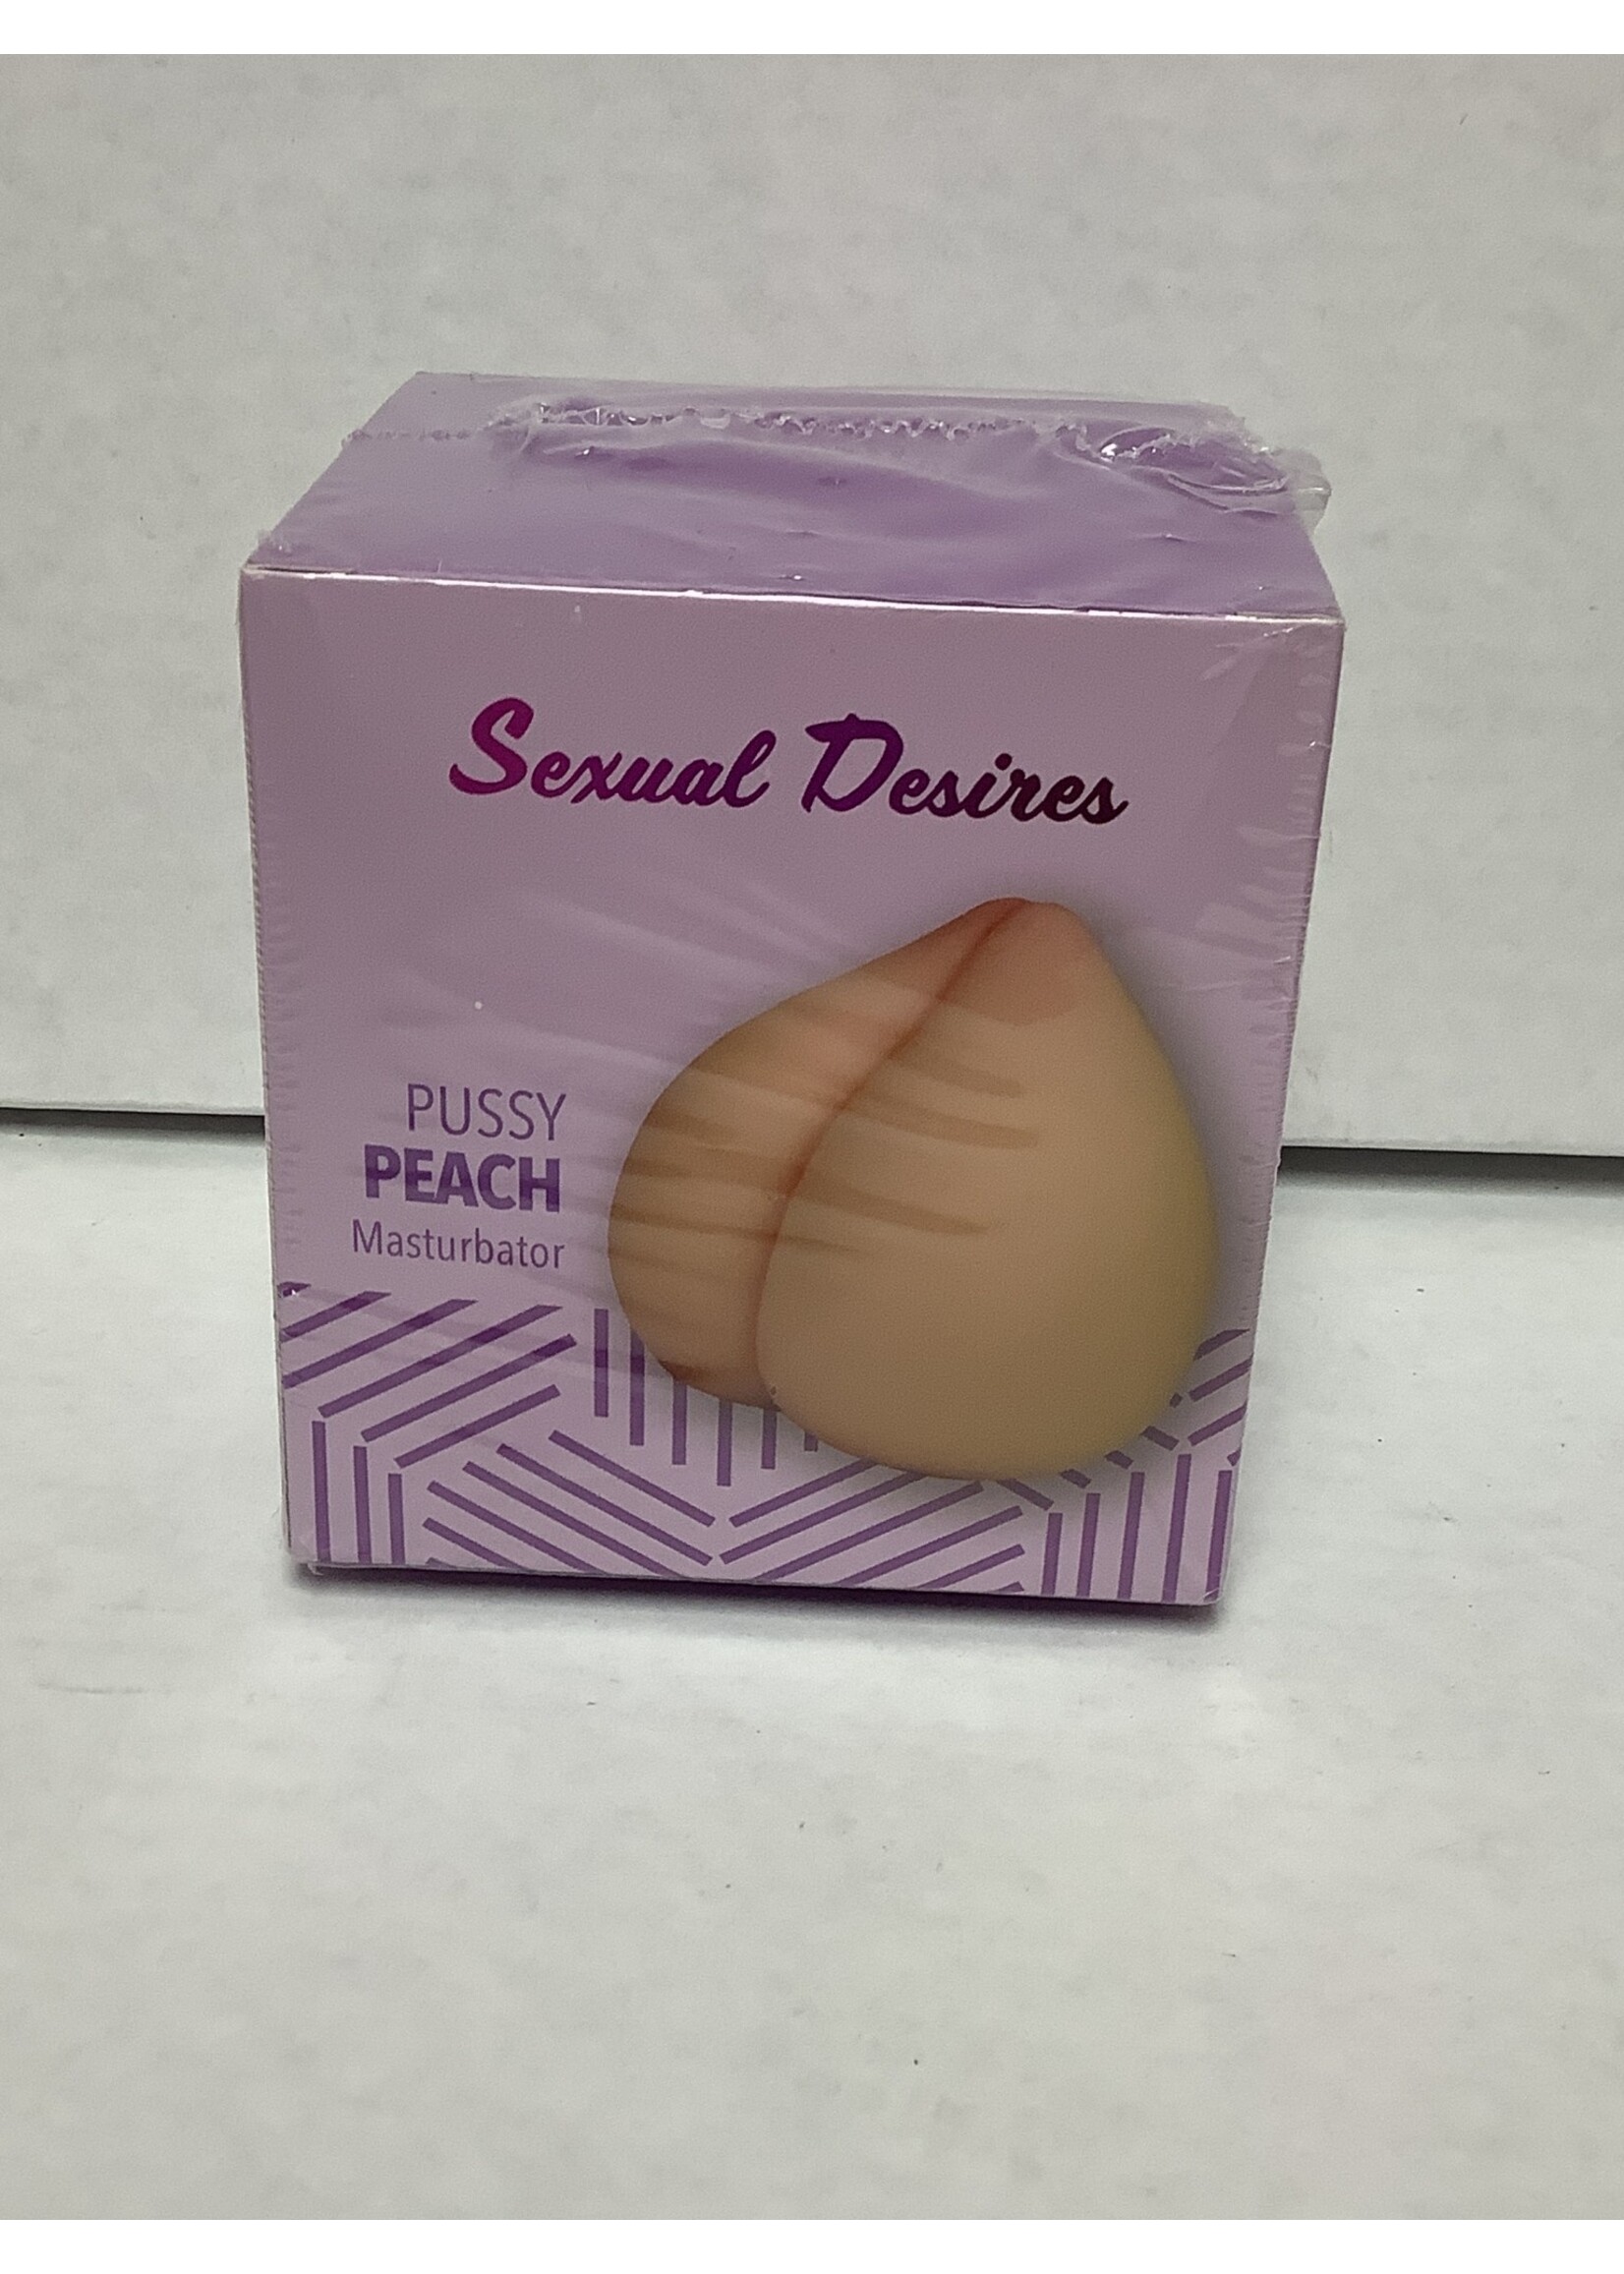 Sexual Desires
PUSSY
PEACH
Masturbator